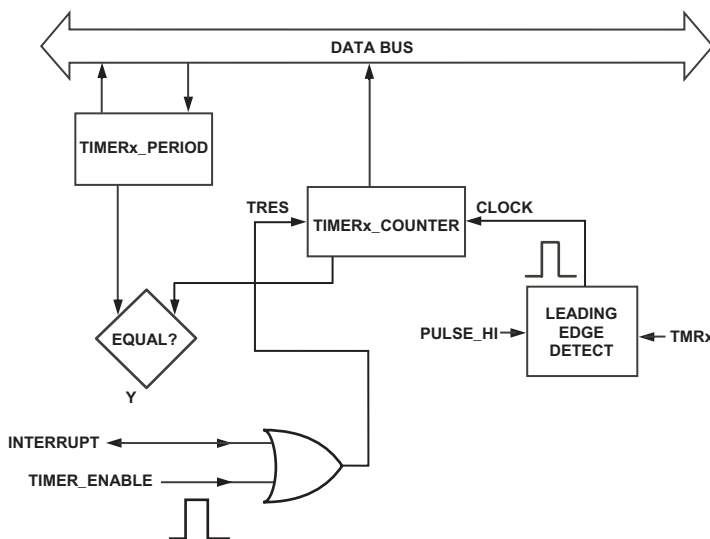 DATA BUS
TIMERx_PERIOD
TRES
TIMERx_COUNTER
CLOCK
LEADING
EDGE
DETECT
PULSE_HI
TMRx
EQUAL?
Y
INTERRUPT
TIMER_ENABLE